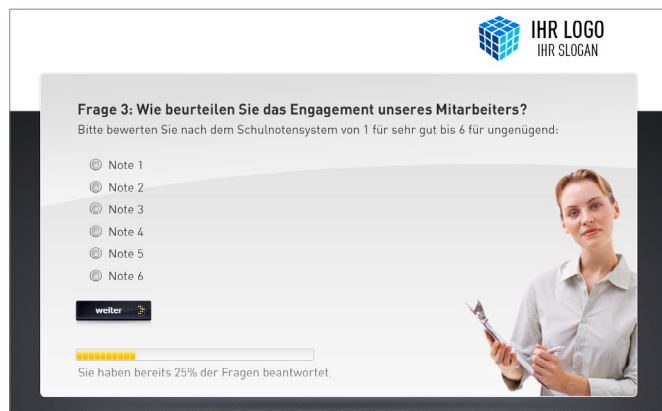 IHR LOGO
IHR SLOGAN
Frage 3: Wie beurteilen Sie das Engagement unseres Mitarbeiters?
Bitte bewerten Sie nach dem Schulnotensystem von 1 für sehr gut bis 6 für ungenügend:
Note 1
Note 2
Note 3
Note 4
Note 5
Note 6
weiter
Sie haben bereits 25% der Fragen beantwortet.